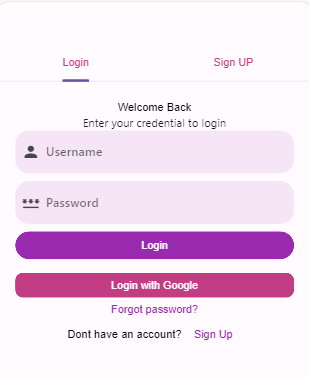 Login Sign UP
Welcome Back
Enter your credential to login
Username
Password
Login
Login with Google
Forgot password?
Dont have an account? Sign Up